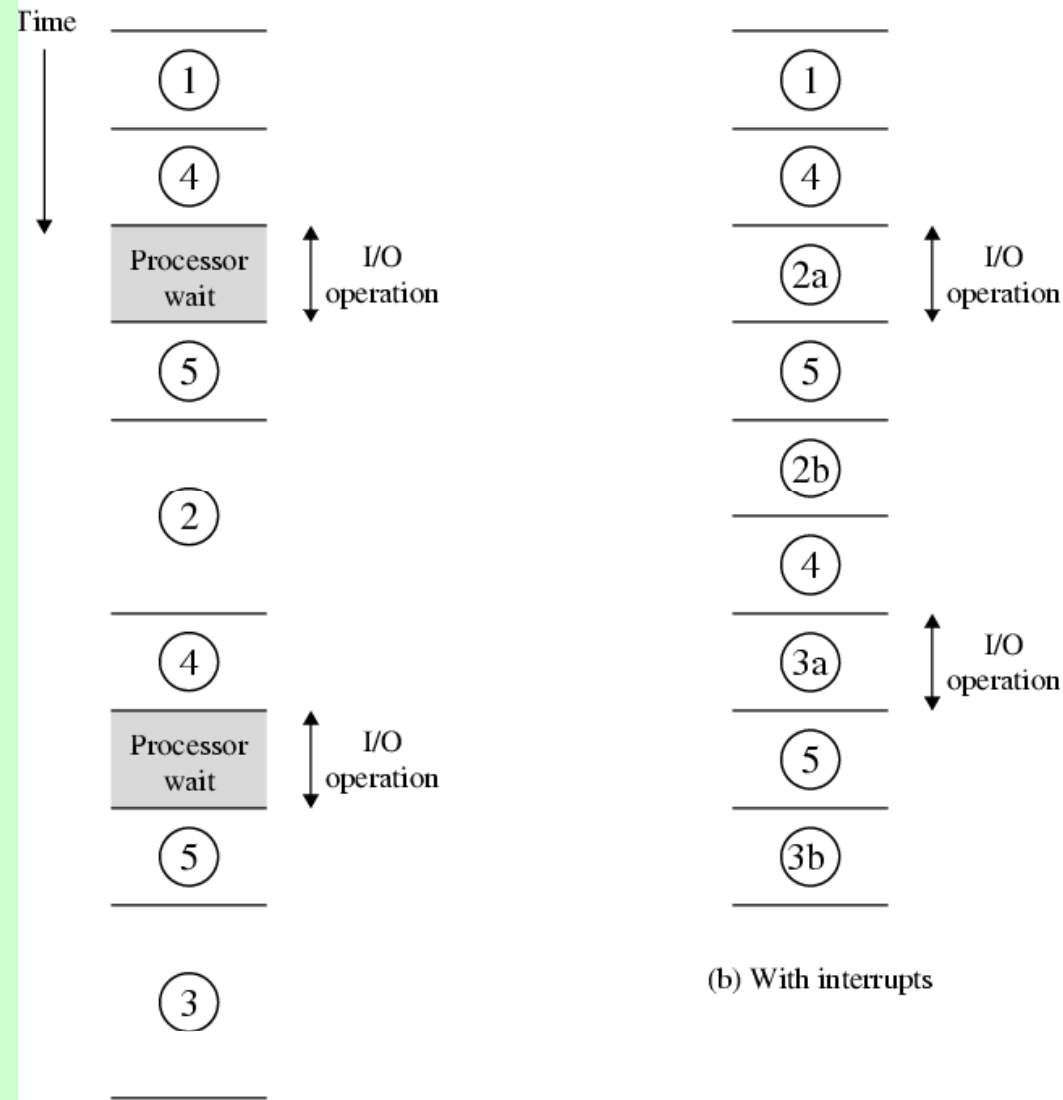 Time
1
4
Processor
wait
I/O
operation
5
2
4
Processor
wait
I/O
operation
5
3
1
4
2a
I/O
operation
5
2b
4
3a
I/O
operation
5
3b
(b) With interrupts